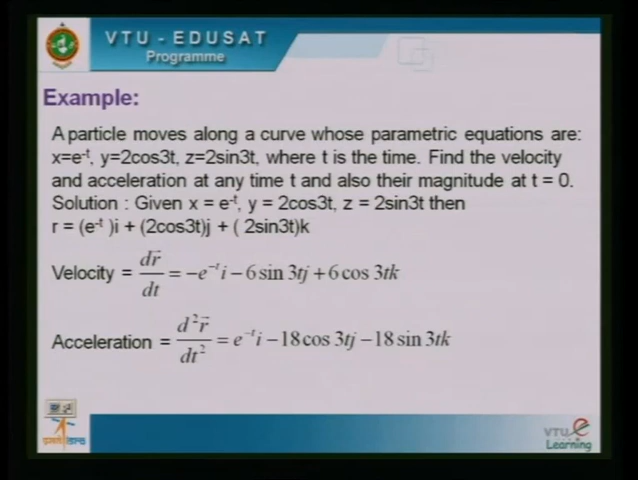 VTU - EDUSAT
Programme
Example:
A particle moves along a curve whose parametric equations are:
x=e⁻ᵗ, y=2cos3t, z=2sin3t, where t is the time. Find the velocity
and acceleration at any time t and also their magnitude at t = 0.
Solution : Given x = e⁻ᵗ, y = 2cos3t, z = 2sin3t then
r = (e⁻ᵗ )i + (2cos3t)j + ( 2sin3t)k
Velocity = dr⃗/dt = −e⁻ᵗi − 6 sin 3tj + 6 cos 3tk
Acceleration = d²r⃗/dt² = e⁻ᵗi − 18 cos 3tj − 18 sin 3tk
VTU e
Learning